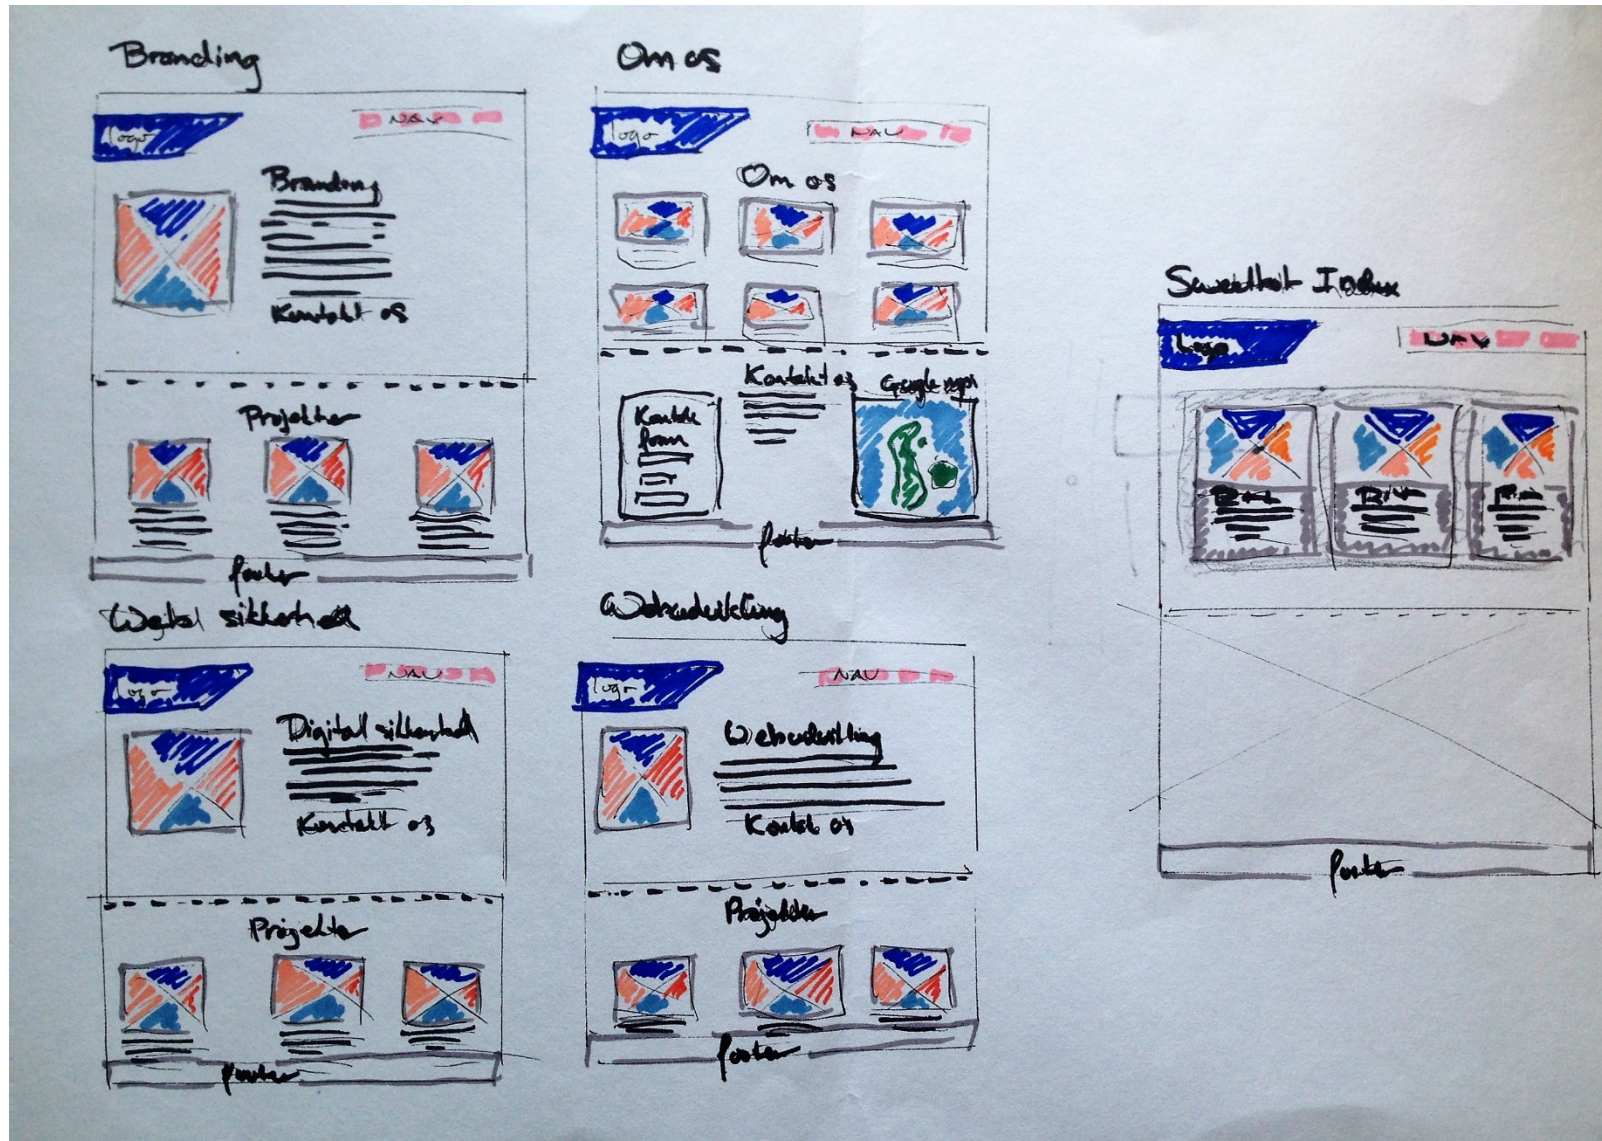 Branding
logo
NAV
Branding
Kontakt os
Projekter
footer
Om os
logo
NAV
Om os
Kontakt form
Kontakt os
Google maps
footer
Index
Logo
NAV
footer
sikkerhed
logo
NAV
Digital sikkerhed
Kontakt os
Projekter
footer
Webudvikling
logo
NAV
Webudvikling
Kontakt os
Projekter
footer